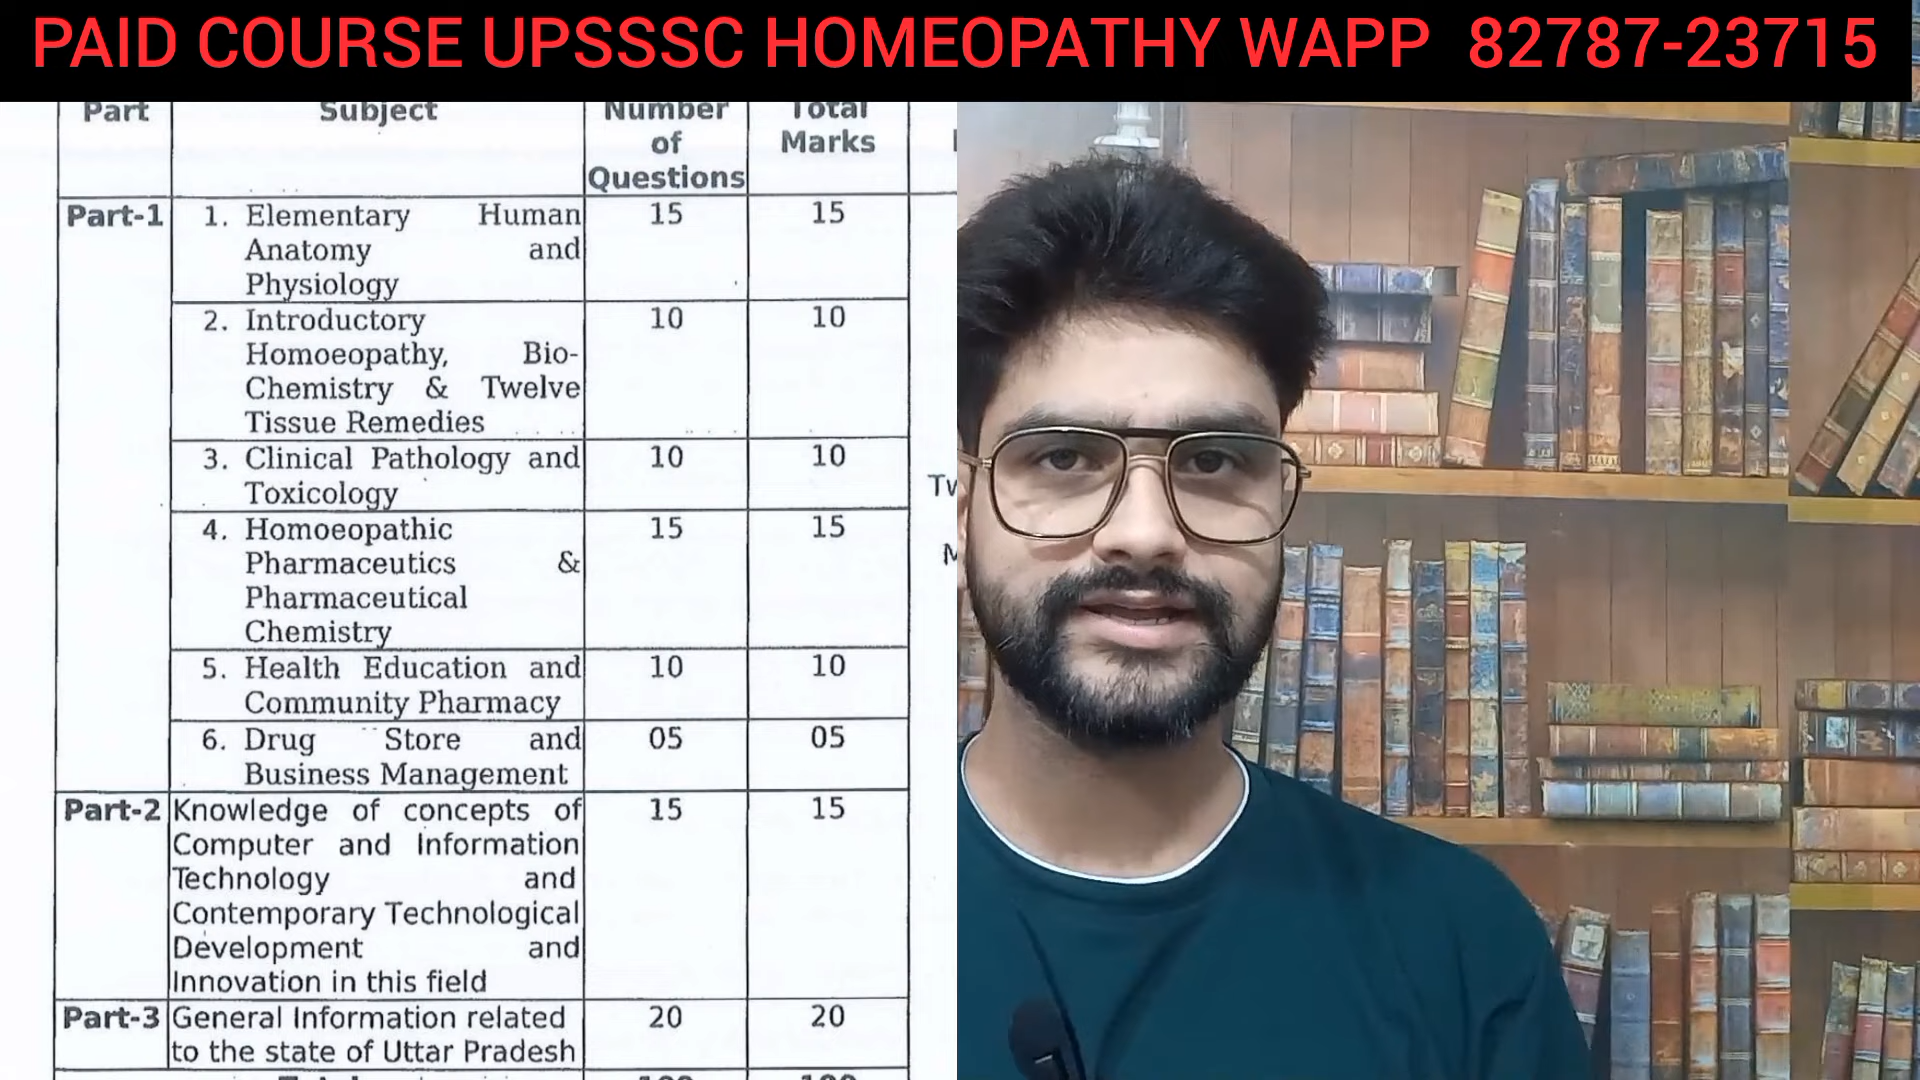 PAID COURSE UPSSSC HOMEOPATHY WAPP 82787-23715
Part Subject Number Total
of Marks
Questions
Part-1 1. Elementary Human 15 15
Anatomy and
Physiology
2. Introductory 10 10
Homoeopathy, Bio-
Chemistry & Twelve
Tissue Remedies
3. Clinical Pathology and 10 10
Toxicology
4. Homoeopathic 15 15
Pharmaceutics &
Pharmaceutical
Chemistry
5. Health Education and 10 10
Community Pharmacy
6. Drug Store and 05 05
Business Management
Part-2 Knowledge of concepts of 15 15
Computer and Information
Technology and
Contemporary Technological
Development and
Innovation in this field
Part-3 General Information related 20 20
to the state of Uttar Pradesh